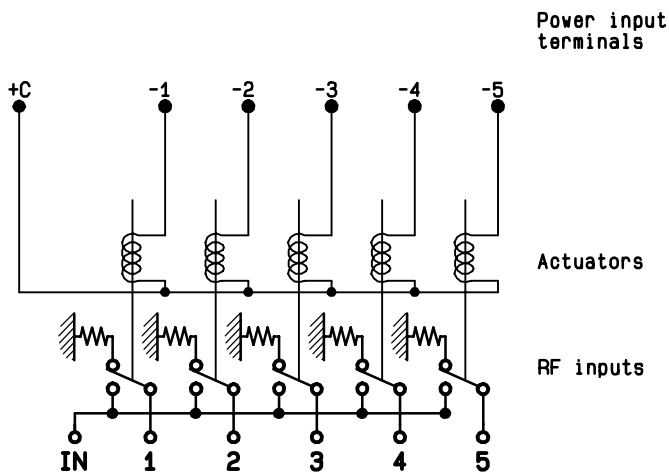 Power input
terminals
+C -1 -2 -3 -4 -5
Actuators
RF inputs
IN 1 2 3 4 5